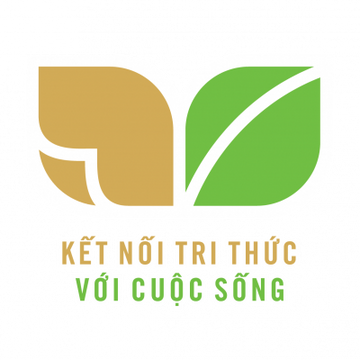 KẾT NỐI TRI THỨC
VỚI CUỘC SỐNG